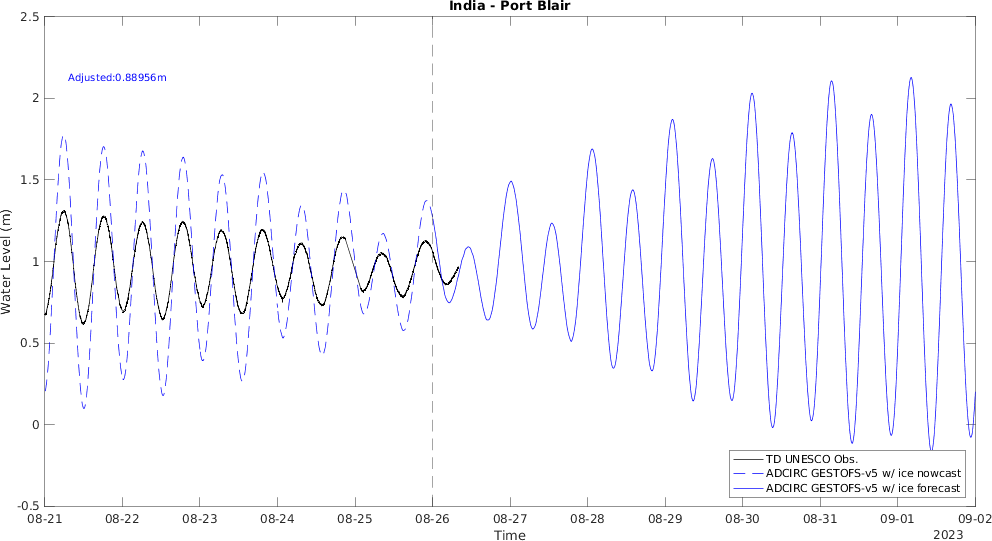 India - Port Blair
Adjusted:0.88956m
Water Level (m)
2.5
2
1.5
1
0.5
0
-0.5
TD UNESCO Obs.
ADCIRC GESTOFS-v5 w/ ice nowcast
ADCIRC GESTOFS-v5 w/ ice forecast
08-21 08-22 08-23 08-24 08-25 08-26 08-27 08-28 08-29 08-30 08-31 09-01 09-02
Time
2023